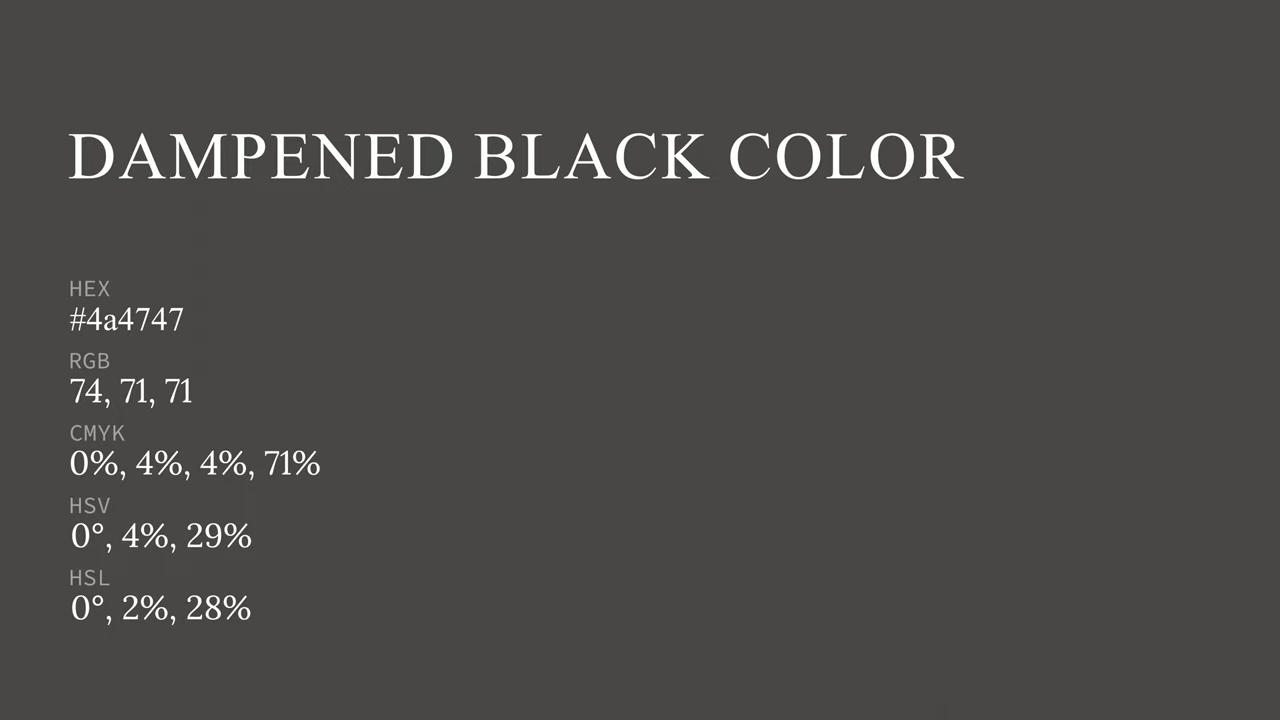 DAMPENED BLACK COLOR
HEX
#4a4747
RGB
74, 71, 71
CMYK
0%, 4%, 4%, 71%
HSV
0°, 4%, 29%
HSL
0°, 2%, 28%